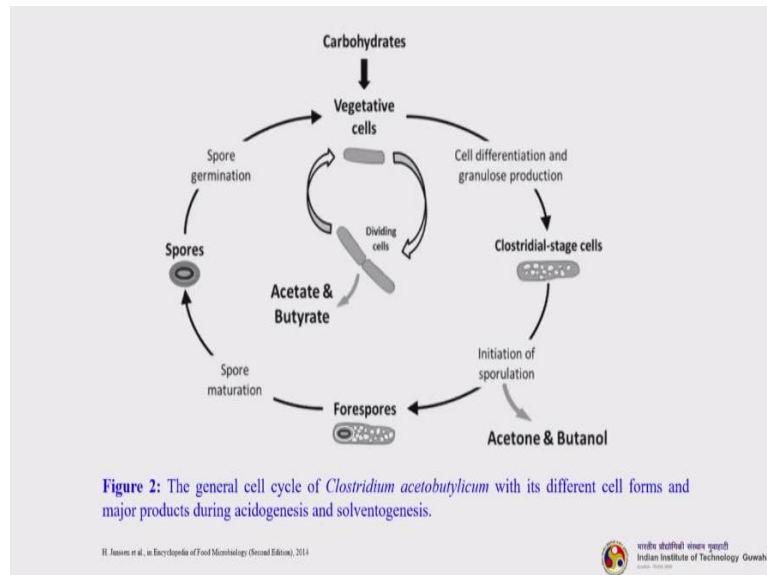 Carbohydrates
Vegetative
cells
Spore
germination
Cell differentiation and
granulose production
Dividing
cells
Spores
Clostridial-stage cells
Acetate &
Butyrate
Initiation of
sporulation
Spore
maturation
Forespores
Acetone & Butanol
Figure 2: The general cell cycle of Clostridium acetobutylicum with its different cell forms and
major products during acidogenesis and solventogenesis.
H. Janssen et al., in Encyclopedia of Food Microbiology (Second Edition), 2014
भारतीय प्रौद्योगिकी संस्थान गुवाहाटी
Indian Institute of Technology Guwah